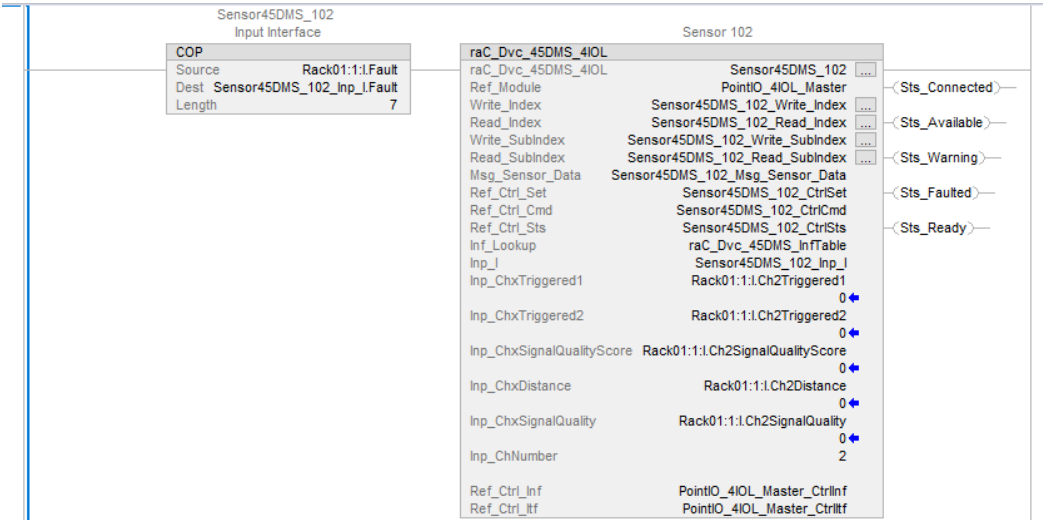 Sensor45DMS_102
Input Interface
COP
Source Rack01:1:I.Fault
Dest Sensor45DMS_102_Inp_I.Fault
Length 7
Sensor 102
raC_Dvc_45DMS_4IOL
raC_Dvc_45DMS_4IOL Sensor45DMS_102 ...
Ref_Module PointIO_4IOL_Master
Write_Index Sensor45DMS_102_Write_Index ...
Read_Index Sensor45DMS_102_Read_Index ...
Write_SubIndex Sensor45DMS_102_Write_SubIndex ...
Read_SubIndex Sensor45DMS_102_Read_SubIndex ...
Msg_Sensor_Data Sensor45DMS_102_Msg_Sensor_Data
Ref_Ctrl_Set Sensor45DMS_102_CtrlSet
Ref_Ctrl_Cmd Sensor45DMS_102_CtrlCmd
Ref_Ctrl_Sts Sensor45DMS_102_CtrlSts
Inf_Lookup raC_Dvc_45DMS_InfTable
Inp_I Sensor45DMS_102_Inp_I
Inp_ChxTriggered1 Rack01:1:I.Ch2Triggered1
0
Inp_ChxTriggered2 Rack01:1:I.Ch2Triggered2
0
Inp_ChxSignalQualityScore Rack01:1:I.Ch2SignalQualityScore
0
Inp_ChxDistance Rack01:1:I.Ch2Distance
0
Inp_ChxSignalQuality Rack01:1:I.Ch2SignalQuality
0
Inp_ChNumber 2
Ref_Ctrl_Inf PointIO_4IOL_Master_CtrlInf
Ref_Ctrl_Itf PointIO_4IOL_Master_CtrlItf
Sts_Connected
Sts_Available
Sts_Warning
Sts_Faulted
Sts_Ready